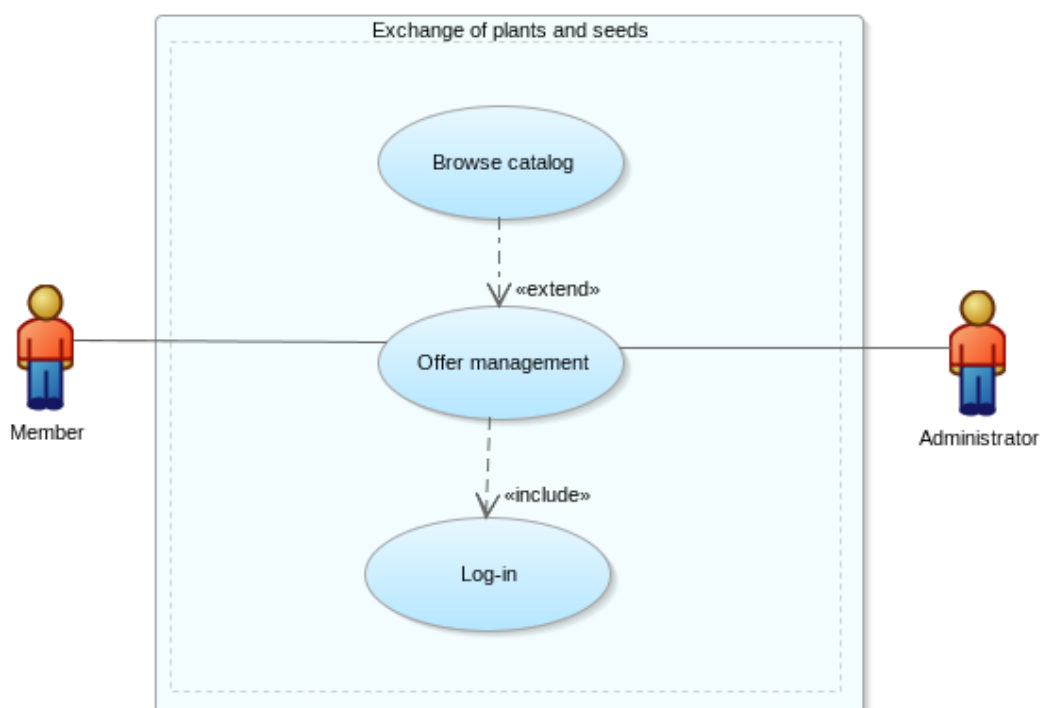 Exchange of plants and seeds
Browse catalog
«extend»
Offer management
Member
Administrator
«include»
Log-in